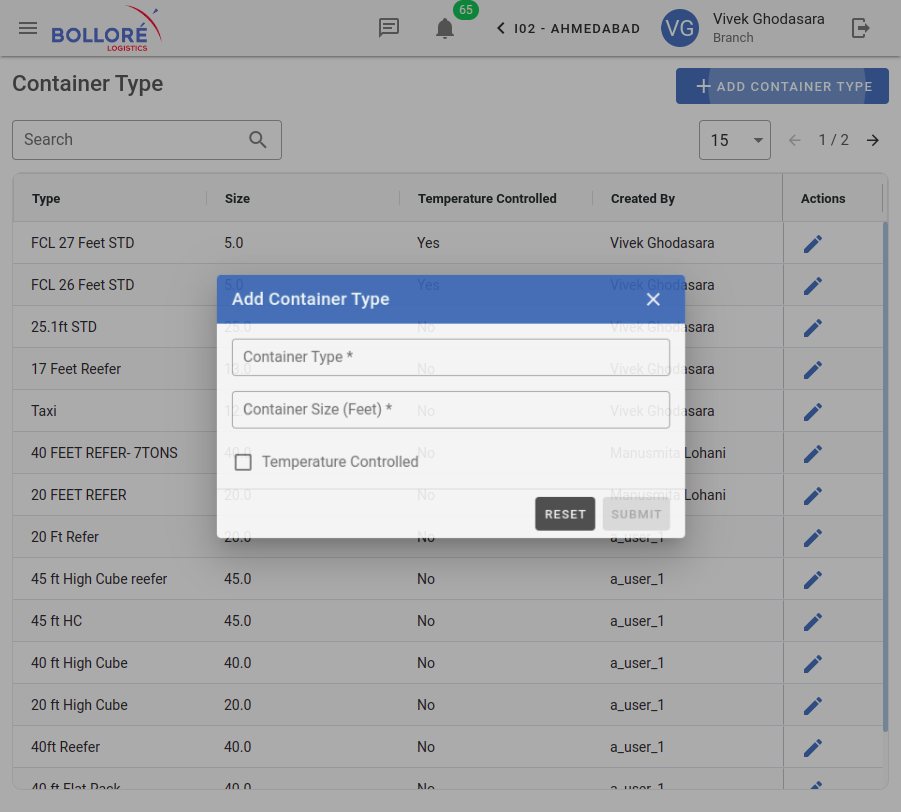 BOLLORÉ
LOGISTICS
65
I02 - AHMEDABAD
VG
Vivek Ghodasara
Branch
Container Type
ADD CONTAINER TYPE
Search
15
1 / 2
Type Size Temperature Controlled Created By Actions
FCL 27 Feet STD 5.0 Yes Vivek Ghodasara
FCL 26 Feet STD 5.0 Yes Vivek Ghodasara
25.1ft STD 25.0 No Vivek Ghodasara
17 Feet Reefer No Vivek Ghodasara
Taxi No Vivek Ghodasara
40 FEET REFER- 7TONS 40.0 No Manusmita Lohani
20 FEET REFER 20.0 No Manusmita Lohani
20 Ft Refer 20.0 No a_user_1
45 ft High Cube reefer 45.0 No a_user_1
45 ft HC 45.0 No a_user_1
40 ft High Cube 40.0 No a_user_1
20 ft High Cube 20.0 No a_user_1
40ft Reefer 40.0 No a_user_1
40 ft Flat Rack 40.0 No a_user_1
Add Container Type
Container Type *
Container Size (Feet) *
Temperature Controlled
RESET SUBMIT